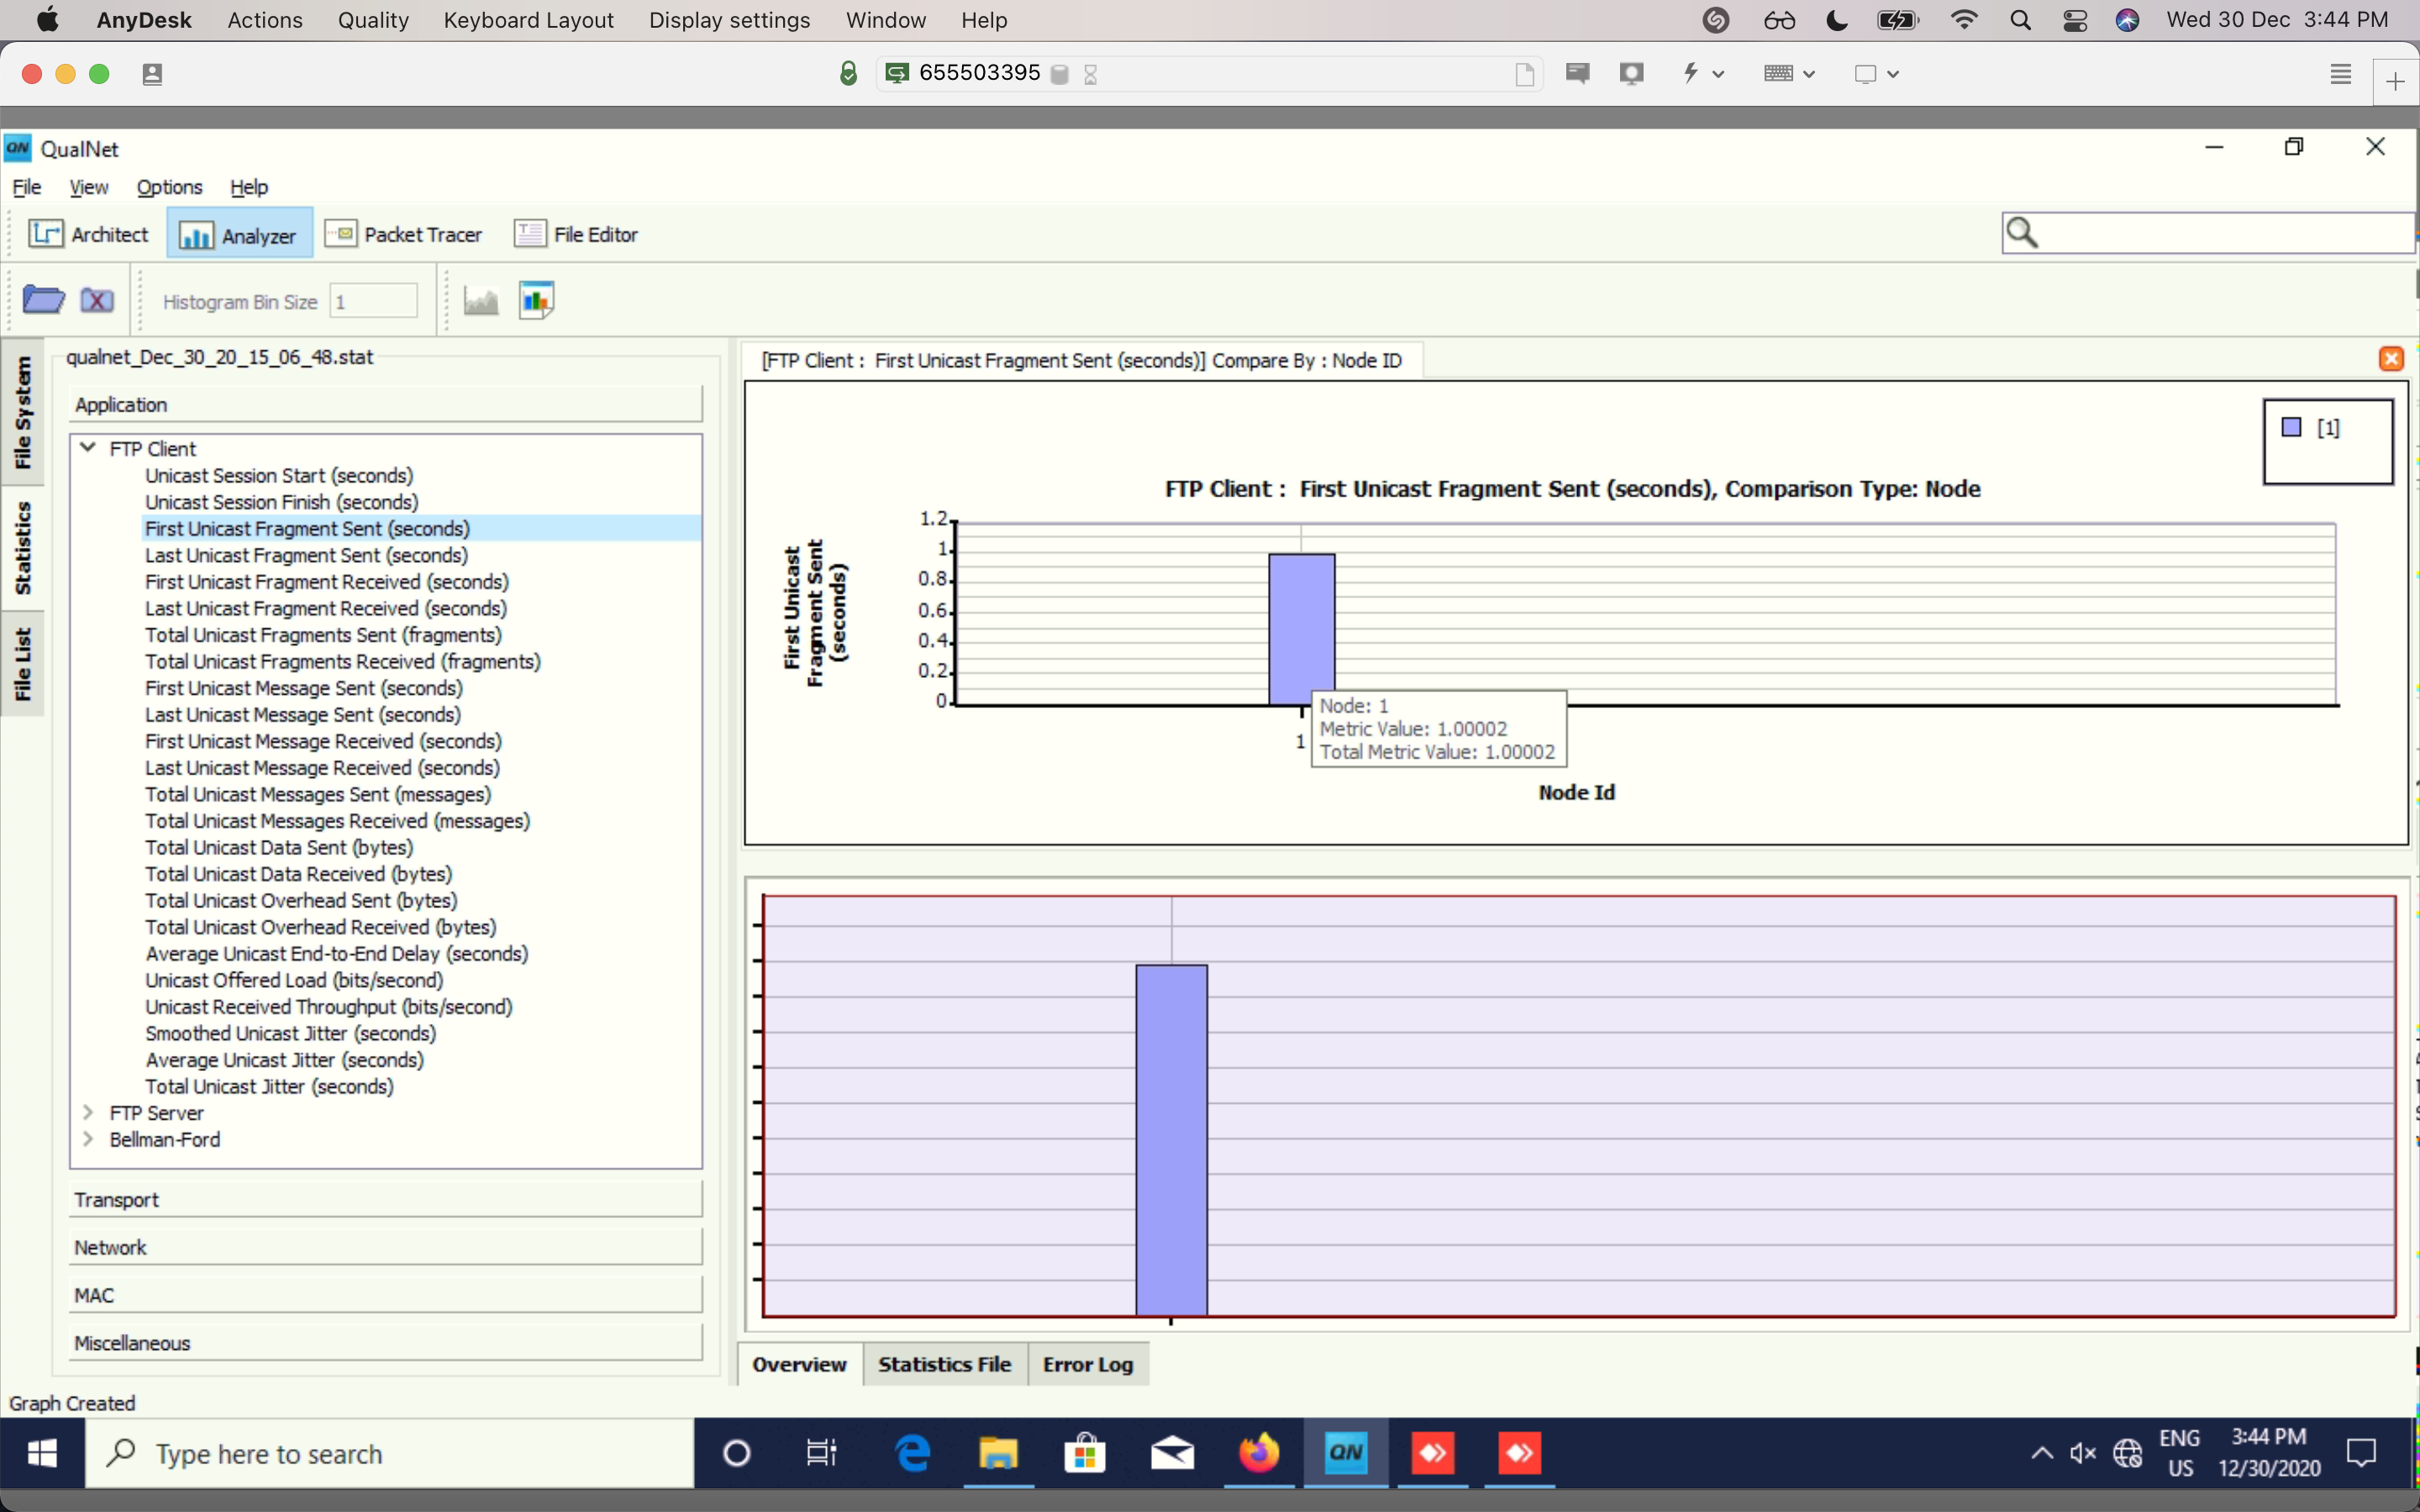 AnyDesk Actions Quality Keyboard Layout Display settings Window Help Wed 30 Dec 3:44 PM
655503395
QN QualNet
File View Options Help
Architect Analyzer Packet Tracer File Editor
Histogram Bin Size 1
File System
Statistics
File List
qualnet_Dec_30_20_15_06_48.stat
Application
FTP Client
Unicast Session Start (seconds)
Unicast Session Finish (seconds)
First Unicast Fragment Sent (seconds)
Last Unicast Fragment Sent (seconds)
First Unicast Fragment Received (seconds)
Last Unicast Fragment Received (seconds)
Total Unicast Fragments Sent (fragments)
Total Unicast Fragments Received (fragments)
First Unicast Message Sent (seconds)
Last Unicast Message Sent (seconds)
First Unicast Message Received (seconds)
Last Unicast Message Received (seconds)
Total Unicast Messages Sent (messages)
Total Unicast Messages Received (messages)
Total Unicast Data Sent (bytes)
Total Unicast Data Received (bytes)
Total Unicast Overhead Sent (bytes)
Total Unicast Overhead Received (bytes)
Average Unicast End-to-End Delay (seconds)
Unicast Offered Load (bits/second)
Unicast Received Throughput (bits/second)
Smoothed Unicast Jitter (seconds)
Average Unicast Jitter (seconds)
Total Unicast Jitter (seconds)
FTP Server
Bellman-Ford
Transport
Network
MAC
Miscellaneous
[FTP Client : First Unicast Fragment Sent (seconds)] Compare By : Node ID
[1]
FTP Client : First Unicast Fragment Sent (seconds), Comparison Type: Node
First Unicast
Fragment Sent
(seconds)
1.2
1
0.8
0.6
0.4
0.2
0
1
Node: 1
Metric Value: 1.00002
Total Metric Value: 1.00002
Node Id
Overview Statistics File Error Log
Graph Created
Type here to search
QN
ENG
US
3:44 PM
12/30/2020